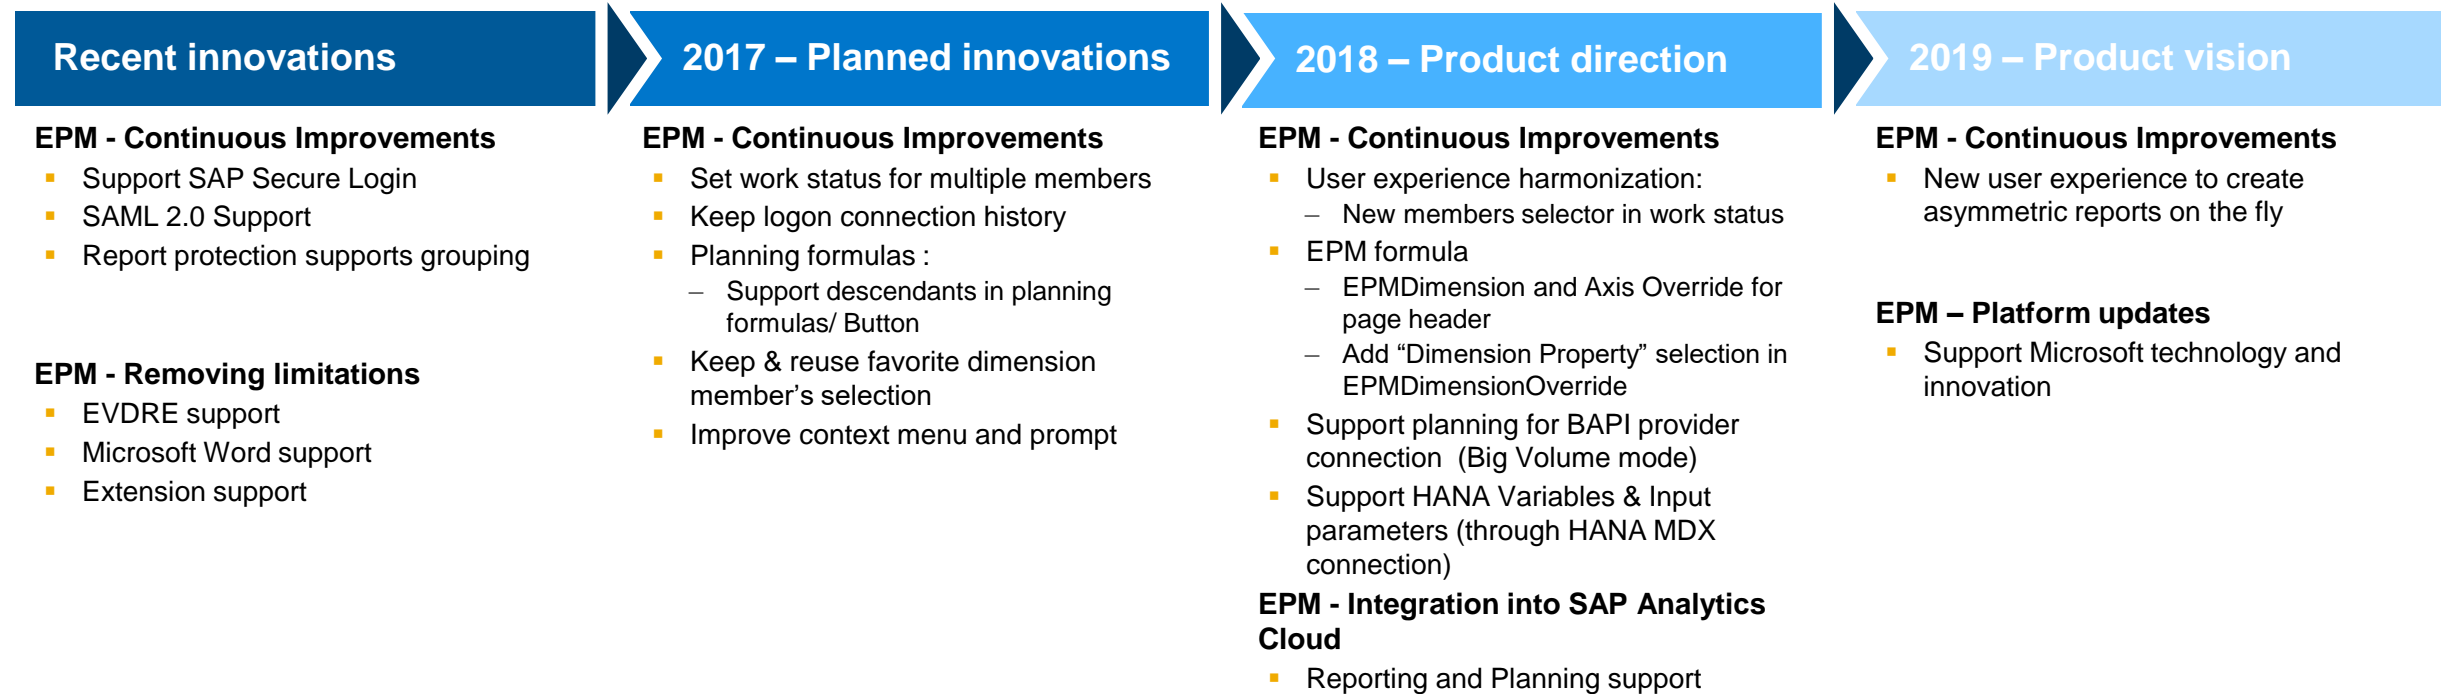 Recent innovations
EPM - Continuous Improvements
▪ Support SAP Secure Login
▪ SAML 2.0 Support
▪ Report protection supports grouping
EPM - Removing limitations
▪ EVDRE support
▪ Microsoft Word support
▪ Extension support
2017 – Planned innovations
EPM - Continuous Improvements
▪ Set work status for multiple members
▪ Keep logon connection history
▪ Planning formulas :
– Support descendants in planning
formulas/ Button
▪ Keep & reuse favorite dimension
member’s selection
▪ Improve context menu and prompt
2018 – Product direction
EPM - Continuous Improvements
▪ User experience harmonization:
– New members selector in work status
▪ EPM formula
– EPMDimension and Axis Override for
page header
– Add “Dimension Property” selection in
EPMDimensionOverride
▪ Support planning for BAPI provider
connection (Big Volume mode)
▪ Support HANA Variables & Input
parameters (through HANA MDX
connection)
EPM - Integration into SAP Analytics
Cloud
▪ Reporting and Planning support
2019 – Product vision
EPM - Continuous Improvements
▪ New user experience to create
asymmetric reports on the fly
EPM – Platform updates
▪ Support Microsoft technology and
innovation